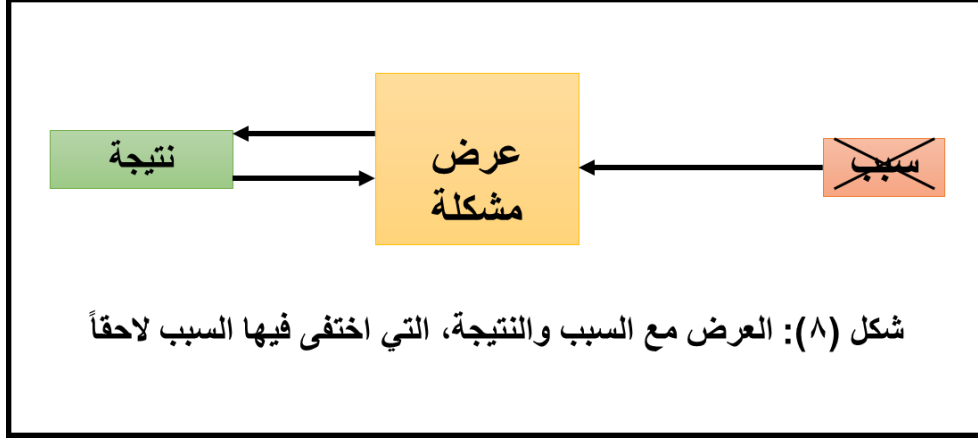 سبب
عرض
مشكلة
نتيجة
شكل (٨): العرض مع السبب والنتيجة، التي اختفى فيها السبب لاحقاً